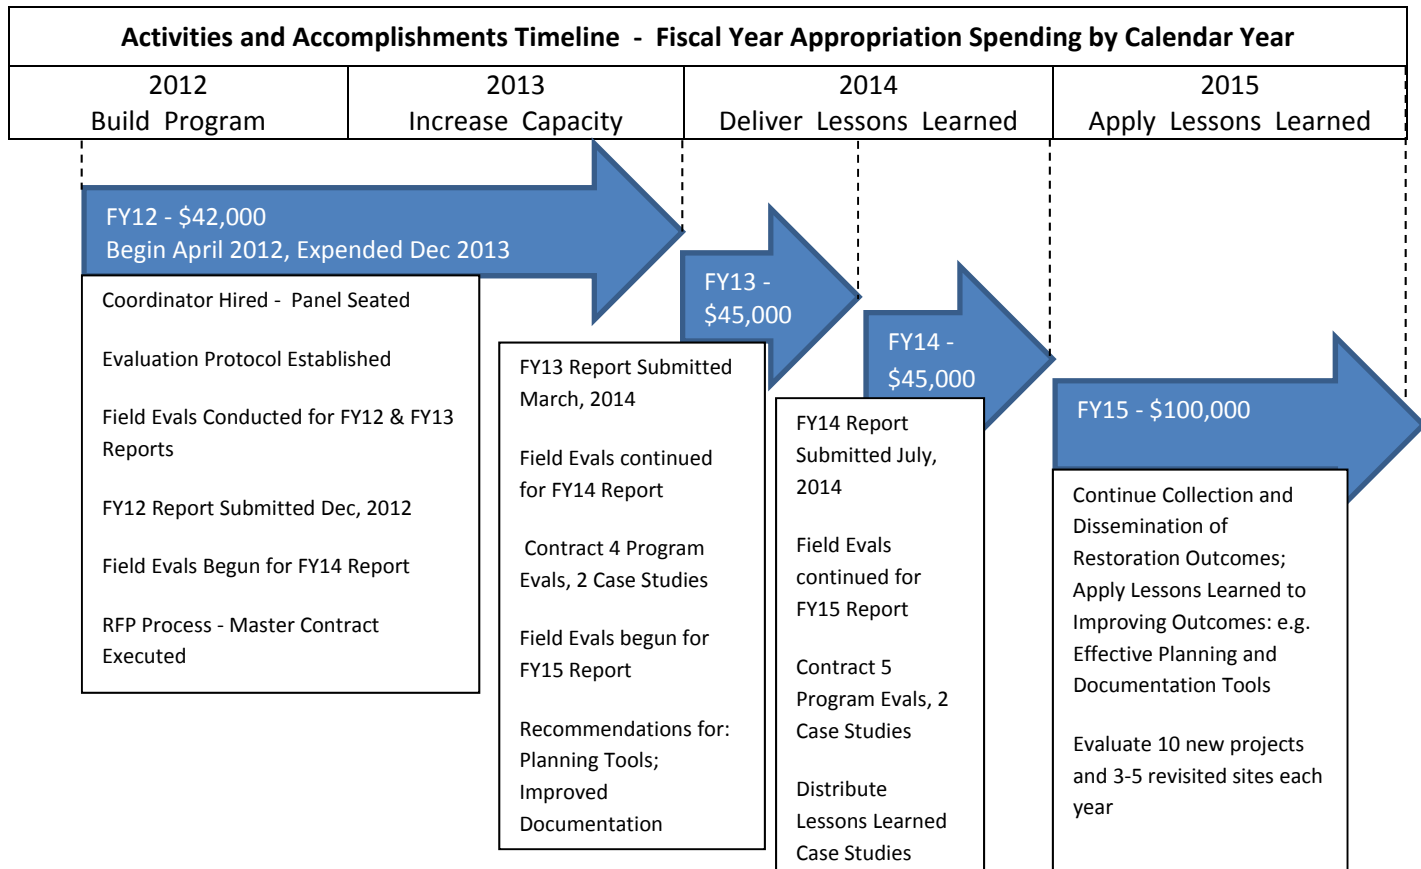 Activities and Accomplishments Timeline - Fiscal Year Appropriation Spending by Calendar Year
2012
Build Program
2013
Increase Capacity
2014
Deliver Lessons Learned
2015
Apply Lessons Learned
FY12 - $42,000
Begin April 2012, Expended Dec 2013
Coordinator Hired - Panel Seated
Evaluation Protocol Established
Field Evals Conducted for FY12 & FY13
Reports
FY12 Report Submitted Dec, 2012
Field Evals Begun for FY14 Report
RFP Process - Master Contract
Executed
FY13 -
$45,000
FY13 Report Submitted
March, 2014
Field Evals continued
for FY14 Report
Contract 4 Program
Evals, 2 Case Studies
Field Evals begun for
FY15 Report
Recommendations for:
Planning Tools;
Improved
Documentation
FY14 -
$45,000
FY14 Report
Submitted July,
2014
Field Evals
continued for
FY15 Report
Contract 5
Program Evals, 2
Case Studies
Distribute
Lessons Learned
Case Studies
FY15 - $100,000
Continue Collection and
Dissemination of
Restoration Outcomes;
Apply Lessons Learned to
Improving Outcomes: e.g.
Effective Planning and
Documentation Tools
Evaluate 10 new projects
and 3-5 revisited sites each
year